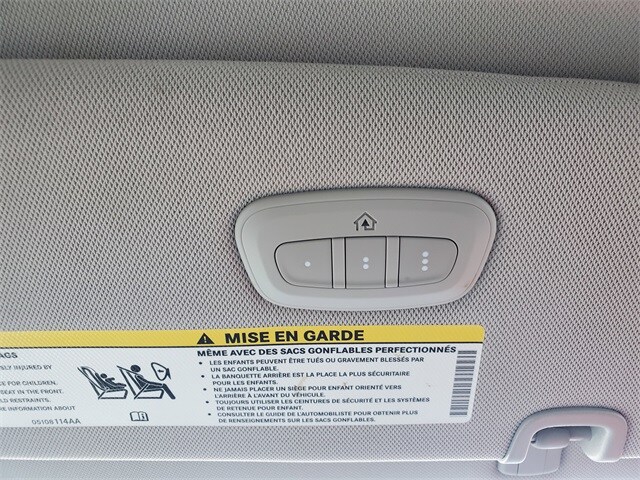 MISE EN GARDE
MÊME AVEC DES SACS GONFLABLES PERFECTIONNÉS
• LES ENFANTS PEUVENT ÊTRE TUÉS OU GRAVEMENT BLESSÉS PAR
UN SAC GONFLABLE.
• LA BANQUETTE ARRIÈRE EST LA PLACE LA PLUS SÉCURITAIRE
POUR LES ENFANTS.
• NE JAMAIS PLACER UN SIÈGE POUR ENFANT ORIENTÉ VERS
L'ARRIÈRE À L'AVANT DU VÉHICULE.
• TOUJOURS UTILISER LES CEINTURES DE SÉCURITÉ ET LES SYSTÈMES
DE RETENUE POUR ENFANT.
• CONSULTER LE GUIDE DE L'AUTOMOBILISTE POUR OBTENIR PLUS
DE RENSEIGNEMENTS SUR LES SACS GONFLABLES.
AGS
INJURED BY
CE FOR CHILDREN.
SEAT IN THE FRONT.
LD RESTRAINTS.
RE INFORMATION ABOUT
05108114AA